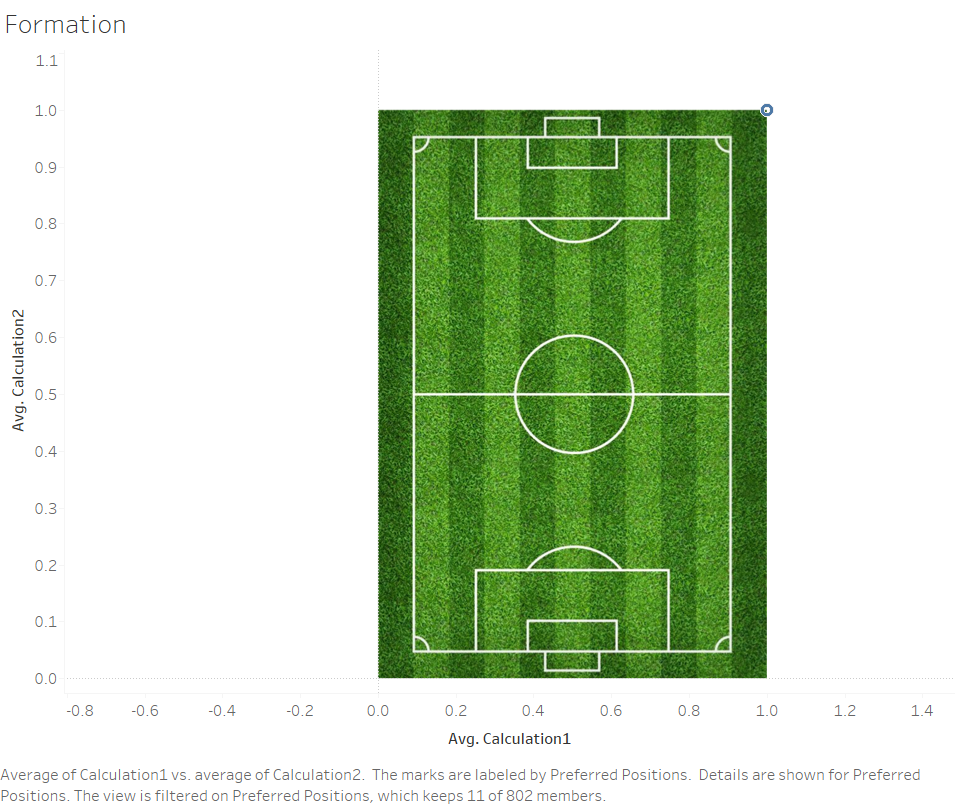 Formation
1.1
1.0
0.9
0.8
0.7
0.6
0.5
0.4
0.3
0.2
0.1
0.0
Avg. Calculation2
-0.8 -0.6 -0.4 -0.2 0.0 0.2 0.4 0.6 0.8 1.0 1.2 1.4
Avg. Calculation1
Average of Calculation1 vs. average of Calculation2.  The marks are labeled by Preferred Positions.  Details are shown for Preferred
Positions. The view is filtered on Preferred Positions, which keeps 11 of 802 members.